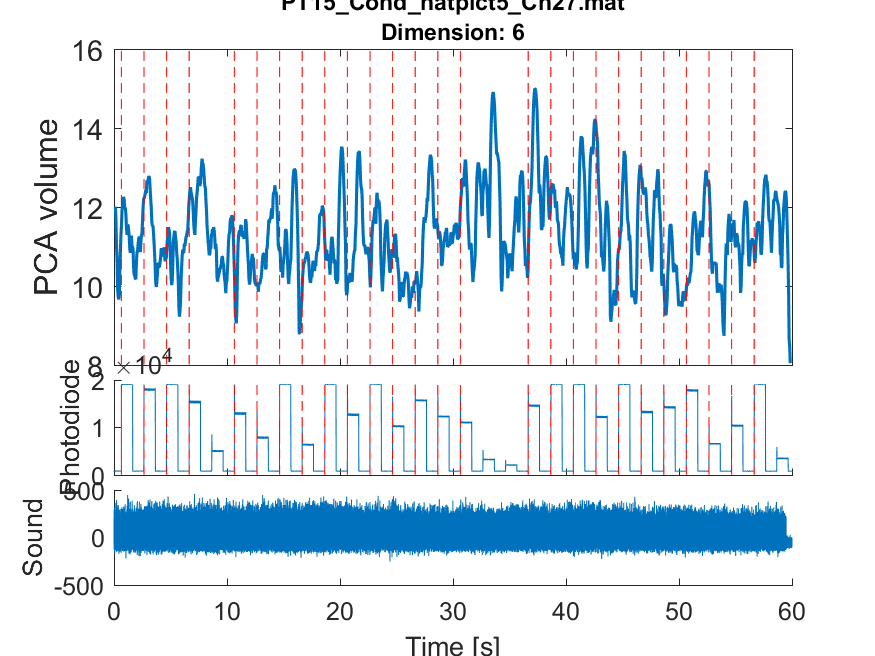 PT15_Cond_natpict5_Ch27.mat
Dimension: 6
PCA volume
16
14
12
10
8
×10^4
Photodiode
2
1
0
Sound
500
0
-500
0 10 20 30 40 50 60
Time [s]